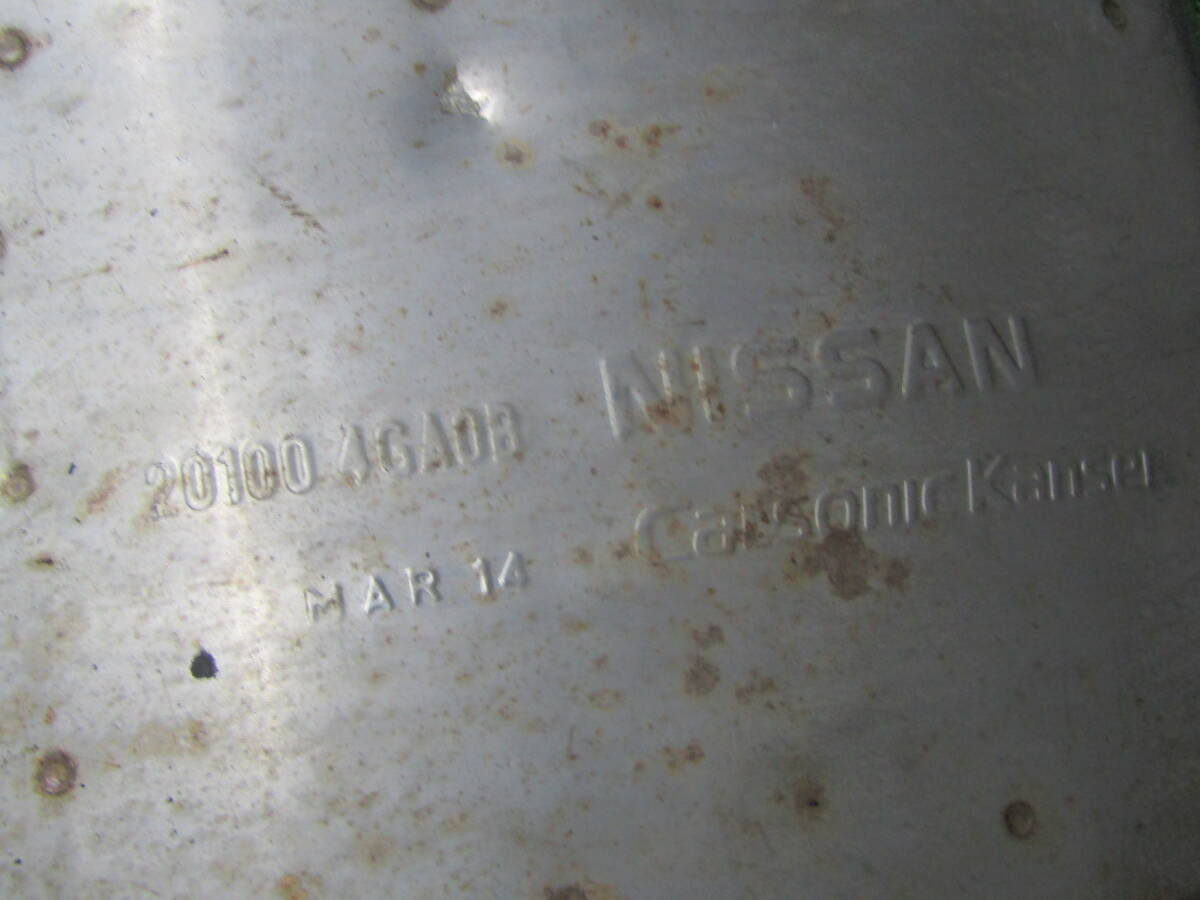 NISSAN
20100 4GA0B
CalsonicKansei
MAR 14